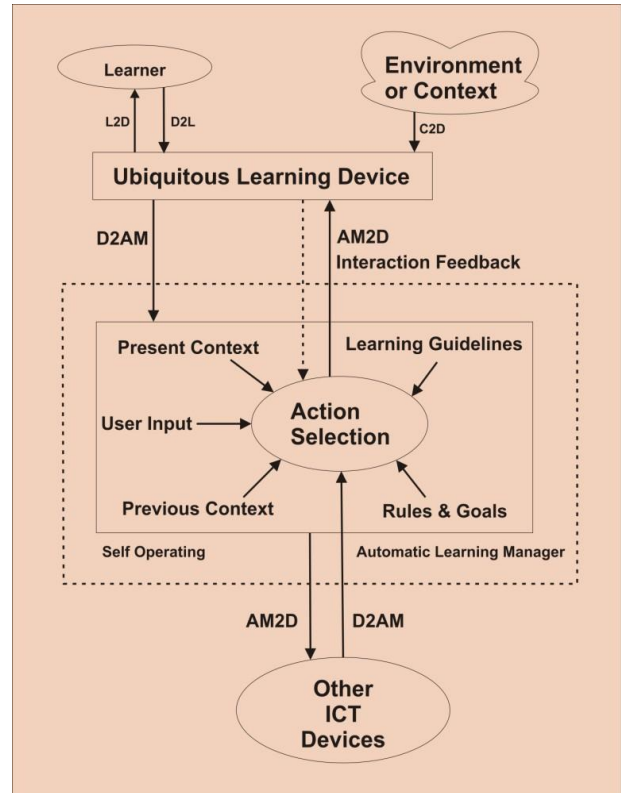 Learner
Environment
or Context
L2D
D2L
C2D
Ubiquitous Learning Device
D2AM
AM2D
Interaction Feedback
Present Context
Learning Guidelines
User Input
Action
Selection
Previous Context
Rules & Goals
Self Operating
Automatic Learning Manager
AM2D
D2AM
Other
ICT
Devices